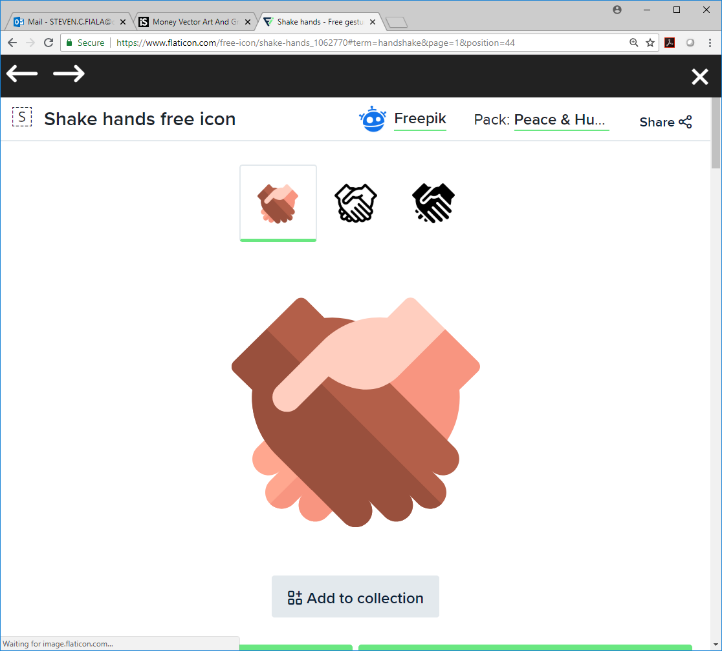 Mail - STEVEN.C.FIALA@
Money Vector Art And G
Shake hands - Free gestu
Secure
https://www.flaticon.com/free-icon/shake-hands_1062770#term=handshake&page=1&position=44
S
Shake hands free icon
Freepik
Pack: Peace & Hu...
Share
Add to collection
Waiting for image.flaticon.com...